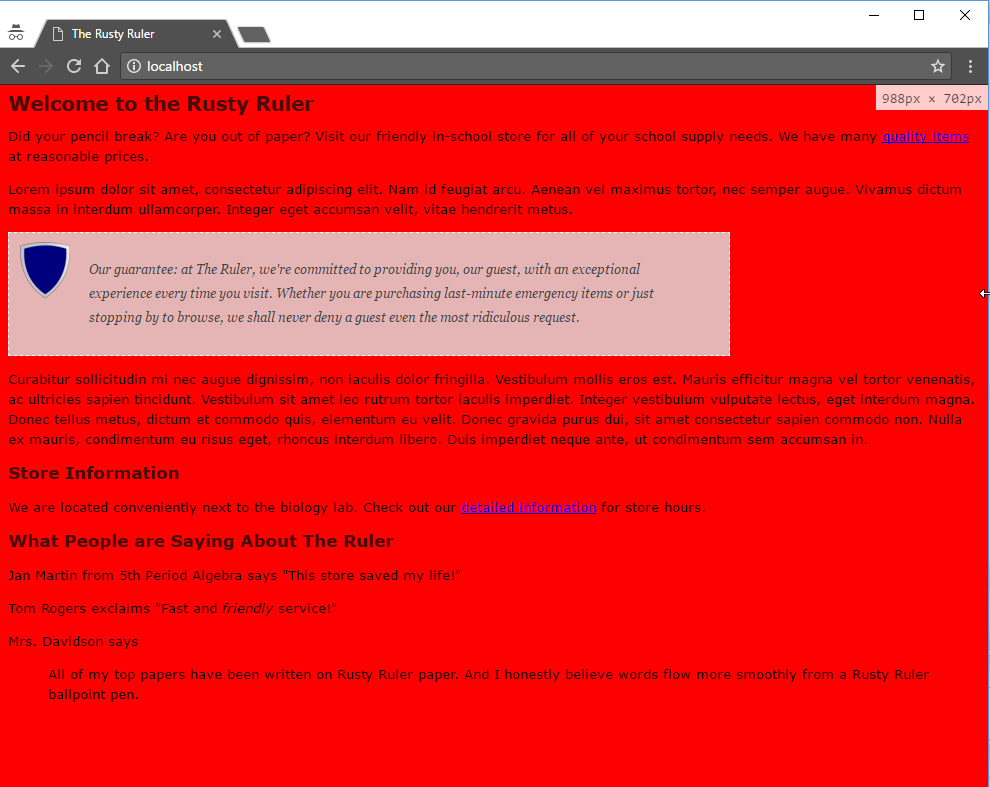 The Rusty Ruler
localhost
988px × 702px
Welcome to the Rusty Ruler
Did your pencil break? Are you out of paper? Visit our friendly in-school store for all of your school supply needs. We have many quality items
at reasonable prices.
Lorem ipsum dolor sit amet, consectetur adipiscing elit. Nam id feugiat arcu. Aenean vel maximus tortor, nec semper augue. Vivamus dictum
massa in interdum ullamcorper. Integer eget accumsan velit, vitae hendrerit metus.
Our guarantee: at The Ruler, we're committed to providing you, our guest, with an exceptional
experience every time you visit. Whether you are purchasing last-minute emergency items or just
stopping by to browse, we shall never deny a guest even the most ridiculous request.
Curabitur sollicitudin mi nec augue dignissim, non iaculis dolor fringilla. Vestibulum mollis eros est. Mauris efficitur magna vel tortor venenatis,
ac ultricies sapien tincidunt. Vestibulum sit amet leo rutrum tortor iaculis imperdiet. Integer vestibulum vulputate lectus, eget interdum magna.
Donec tellus metus, dictum et commodo quis, elementum eu velit. Donec gravida purus dui, sit amet consectetur sapien commodo non. Nulla
ex mauris, condimentum eu risus eget, rhoncus interdum libero. Duis imperdiet neque ante, ut condimentum sem accumsan in.
Store Information
We are located conveniently next to the biology lab. Check out our detailed information for store hours.
What People are Saying About The Ruler
Jan Martin from 5th Period Algebra says "This store saved my life!"
Tom Rogers exclaims "Fast and friendly service!"
Mrs. Davidson says
All of my top papers have been written on Rusty Ruler paper. And I honestly believe words flow more smoothly from a Rusty Ruler
ballpoint pen.